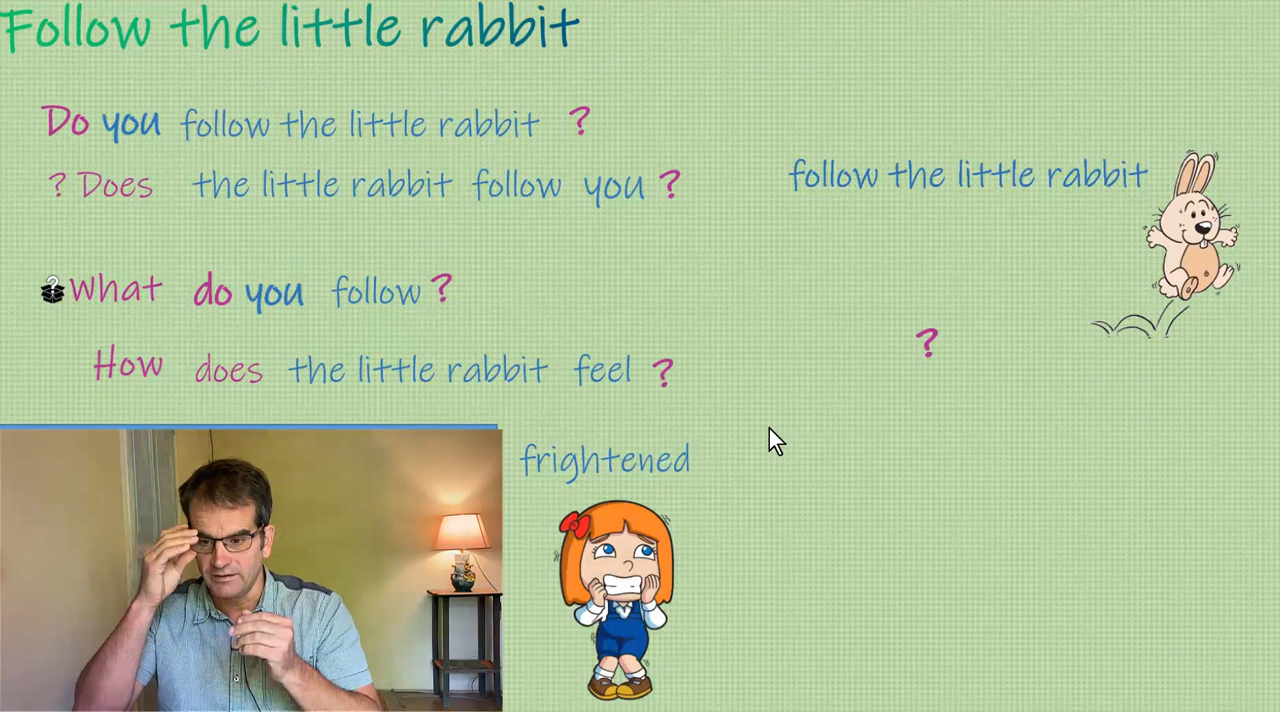 Follow the little rabbit
Do you follow the little rabbit ?
? Does the little rabbit follow you ?
follow the little rabbit
? What do you follow ?
?
How does the little rabbit feel ?
frightened